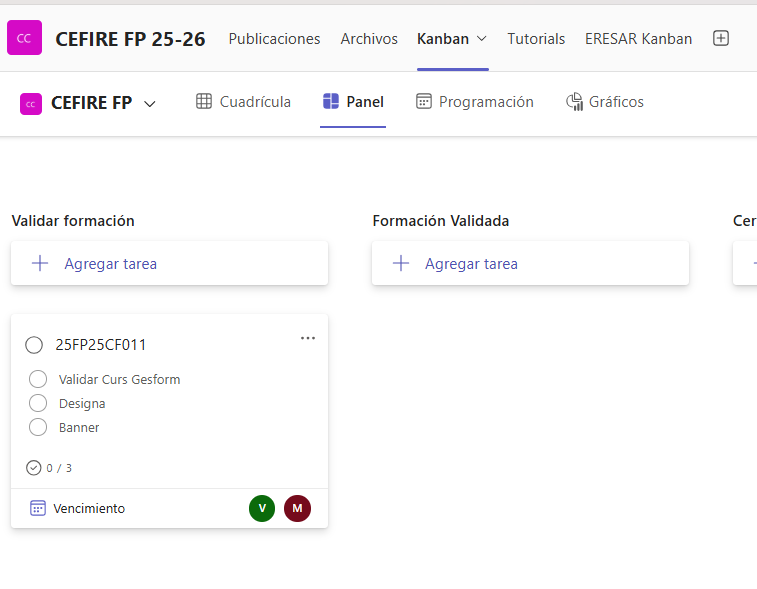 CC CEFIRE FP 25-26 Publicaciones Archivos Kanban Tutorials ERESAR Kanban
CC CEFIRE FP Cuadrícula Panel Programación Gráficos
Validar formación Formación Validada Cer
Agregar tarea Agregar tarea
25FP25CF011
Validar Curs Gesform
Designa
Banner
0 / 3
Vencimiento V M